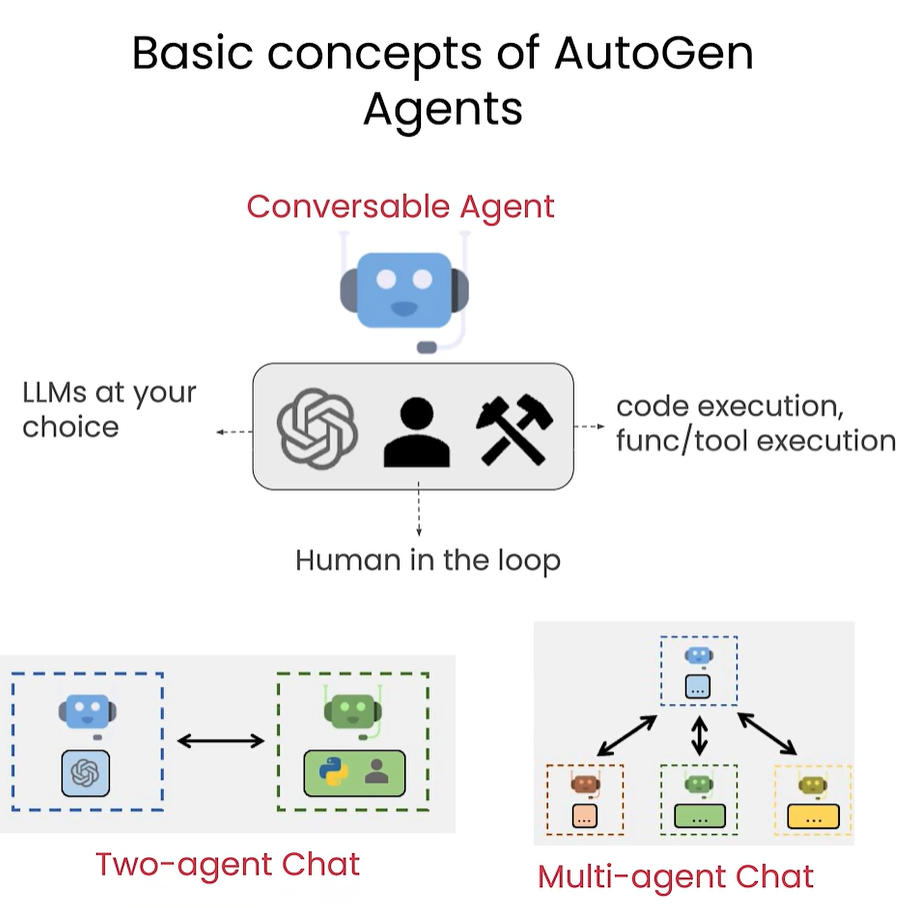 Basic concepts of AutoGen
Agents
Conversable Agent
LLMs at your
choice
code execution,
func/tool execution
Human in the loop
...
...
...
...
Two-agent Chat
Multi-agent Chat